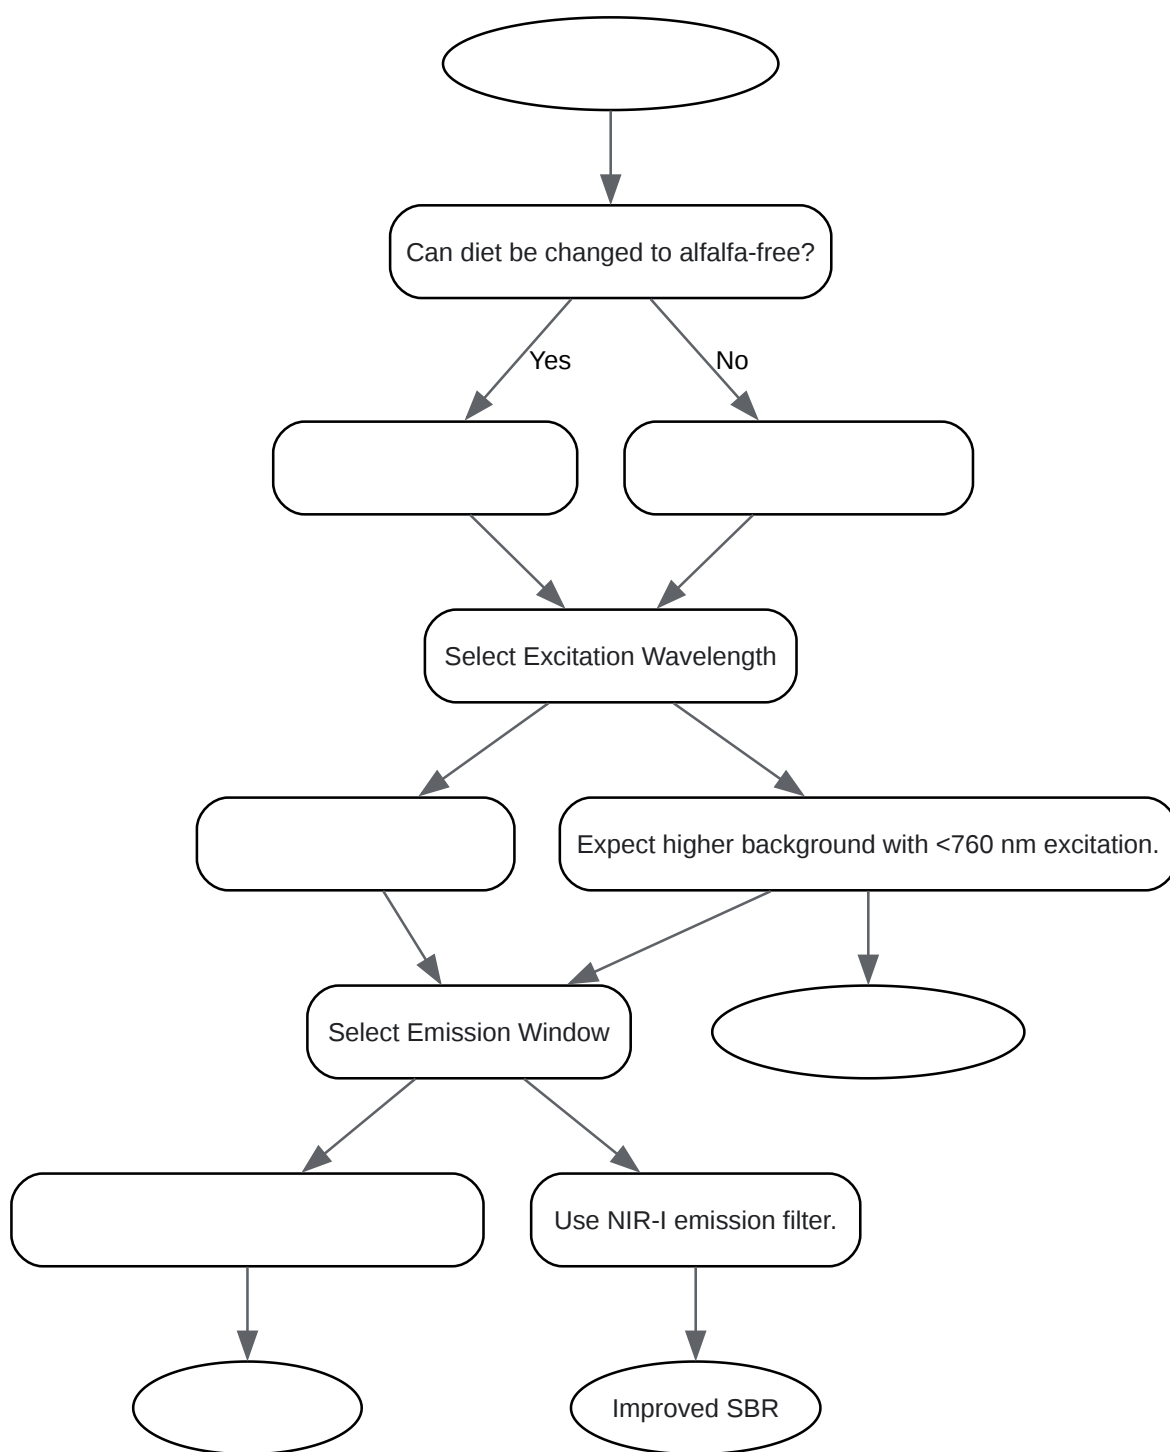 Can diet be changed to alfalfa-free?
Yes
No
Select Excitation Wavelength
Expect higher background with <760 nm excitation.
Select Emission Window
Use NIR-I emission filter.
Improved SBR